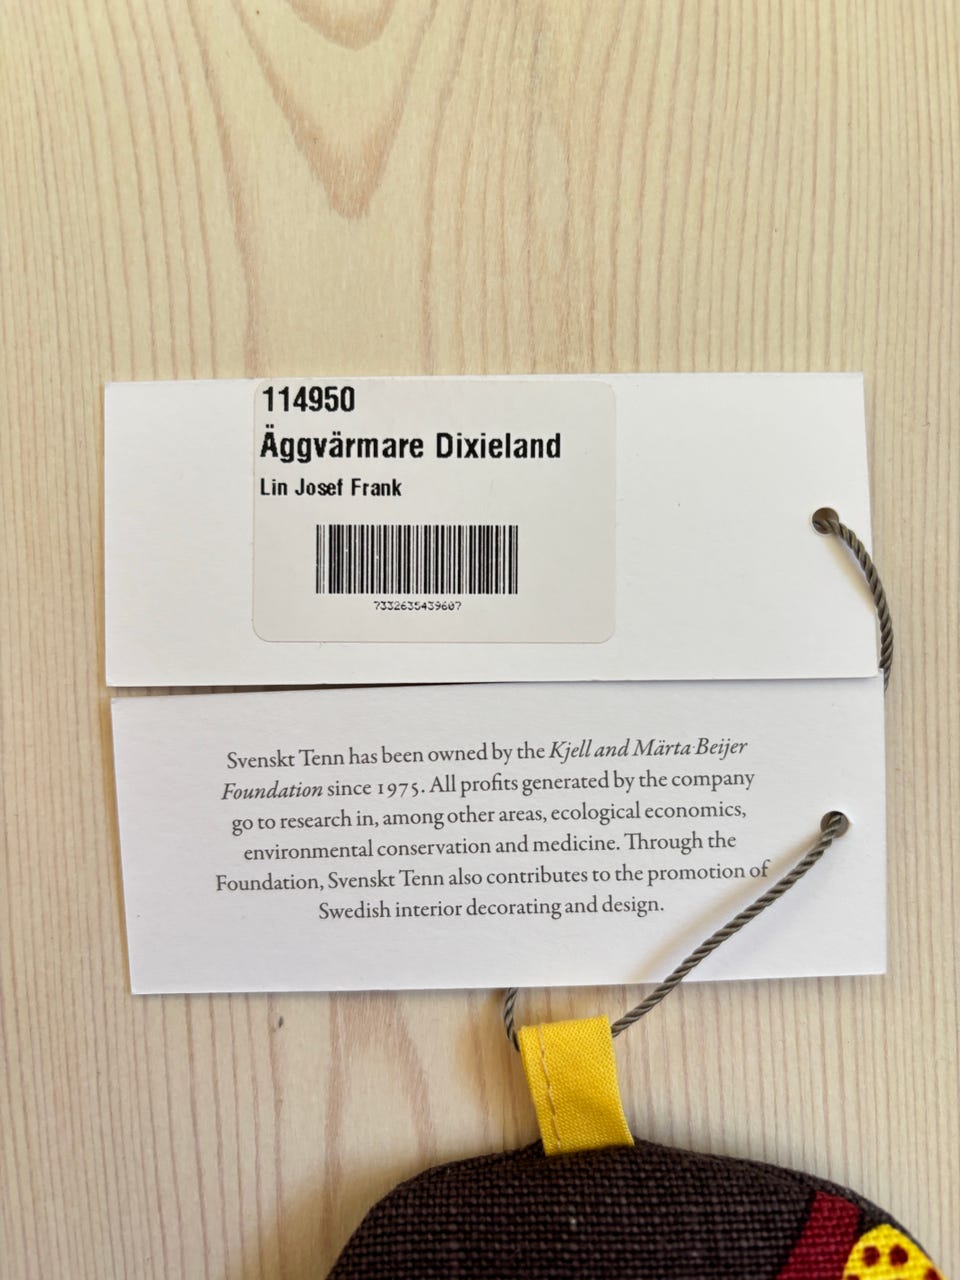 114950
Äggvärmare Dixieland
Lin Josef Frank
7332635439607
Svenskt Tenn has been owned by the Kjell and Märta Beijer
Foundation since 1975. All profits generated by the company
go to research in, among other areas, ecological economics,
environmental conservation and medicine. Through the
Foundation, Svenskt Tenn also contributes to the promotion of
Swedish interior decorating and design.